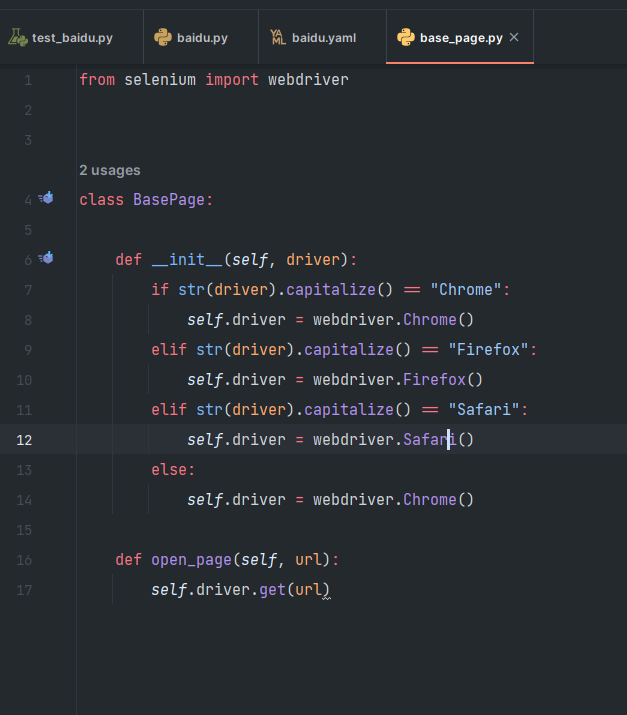 test_baidu.py baidu.py baidu.yaml base_page.py
1 from selenium import webdriver
2
3
2 usages
4 class BasePage:
5
6 def __init__(self, driver):
7 if str(driver).capitalize() == "Chrome":
8 self.driver = webdriver.Chrome()
9 elif str(driver).capitalize() == "Firefox":
10 self.driver = webdriver.Firefox()
11 elif str(driver).capitalize() == "Safari":
12 self.driver = webdriver.Safari()
13 else:
14 self.driver = webdriver.Chrome()
15
16 def open_page(self, url):
17 self.driver.get(url)